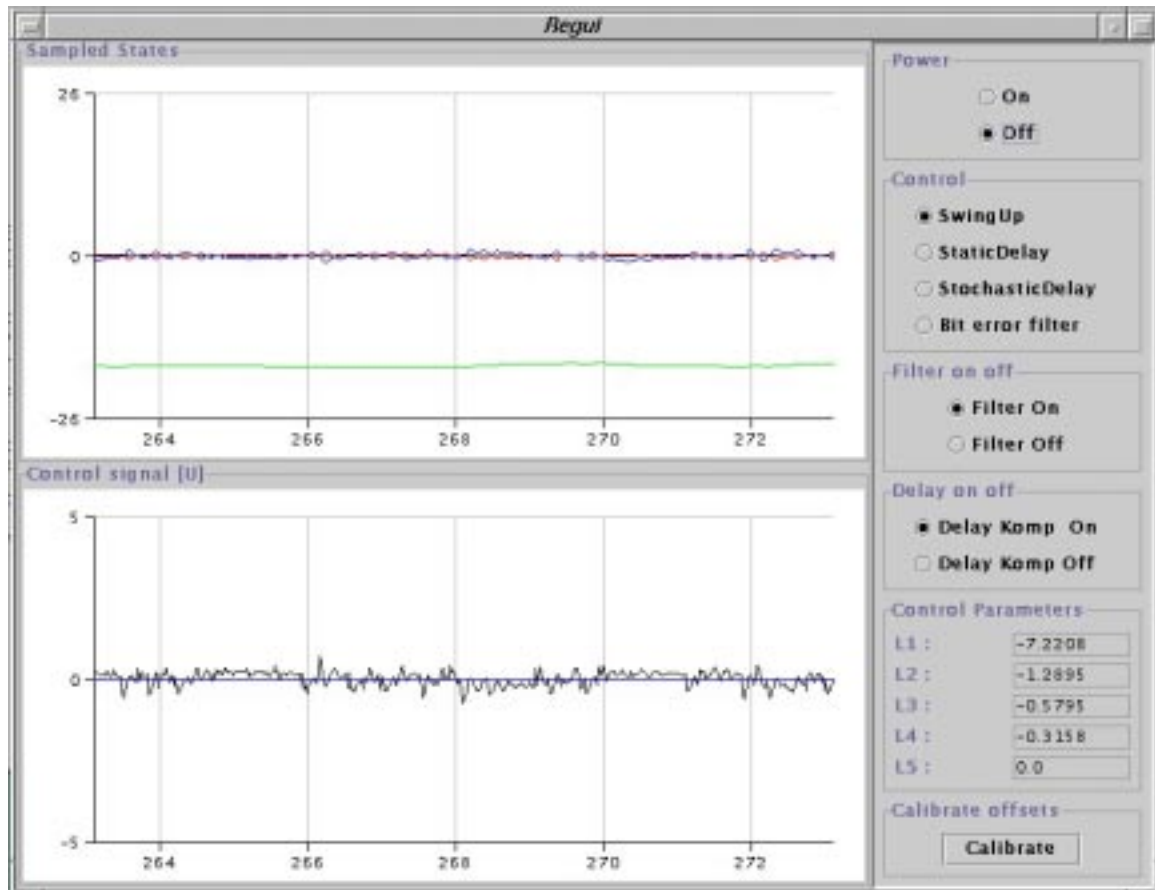 Regui
Sampled States
26
0
-26
264 266 268 270 272
Control signal [U]
5
0
-5
264 266 268 270 272
Power
On
Off
Control
SwingUp
StaticDelay
StochasticDelay
Bit error filter
Filter on off
Filter On
Filter Off
Delay on off
Delay Komp On
Delay Komp Off
Control Parameters
L1 : -7.2208
L2 : -1.2895
L3 : -0.5795
L4 : -0.3158
L5 : 0.0
Calibrate offsets
Calibrate